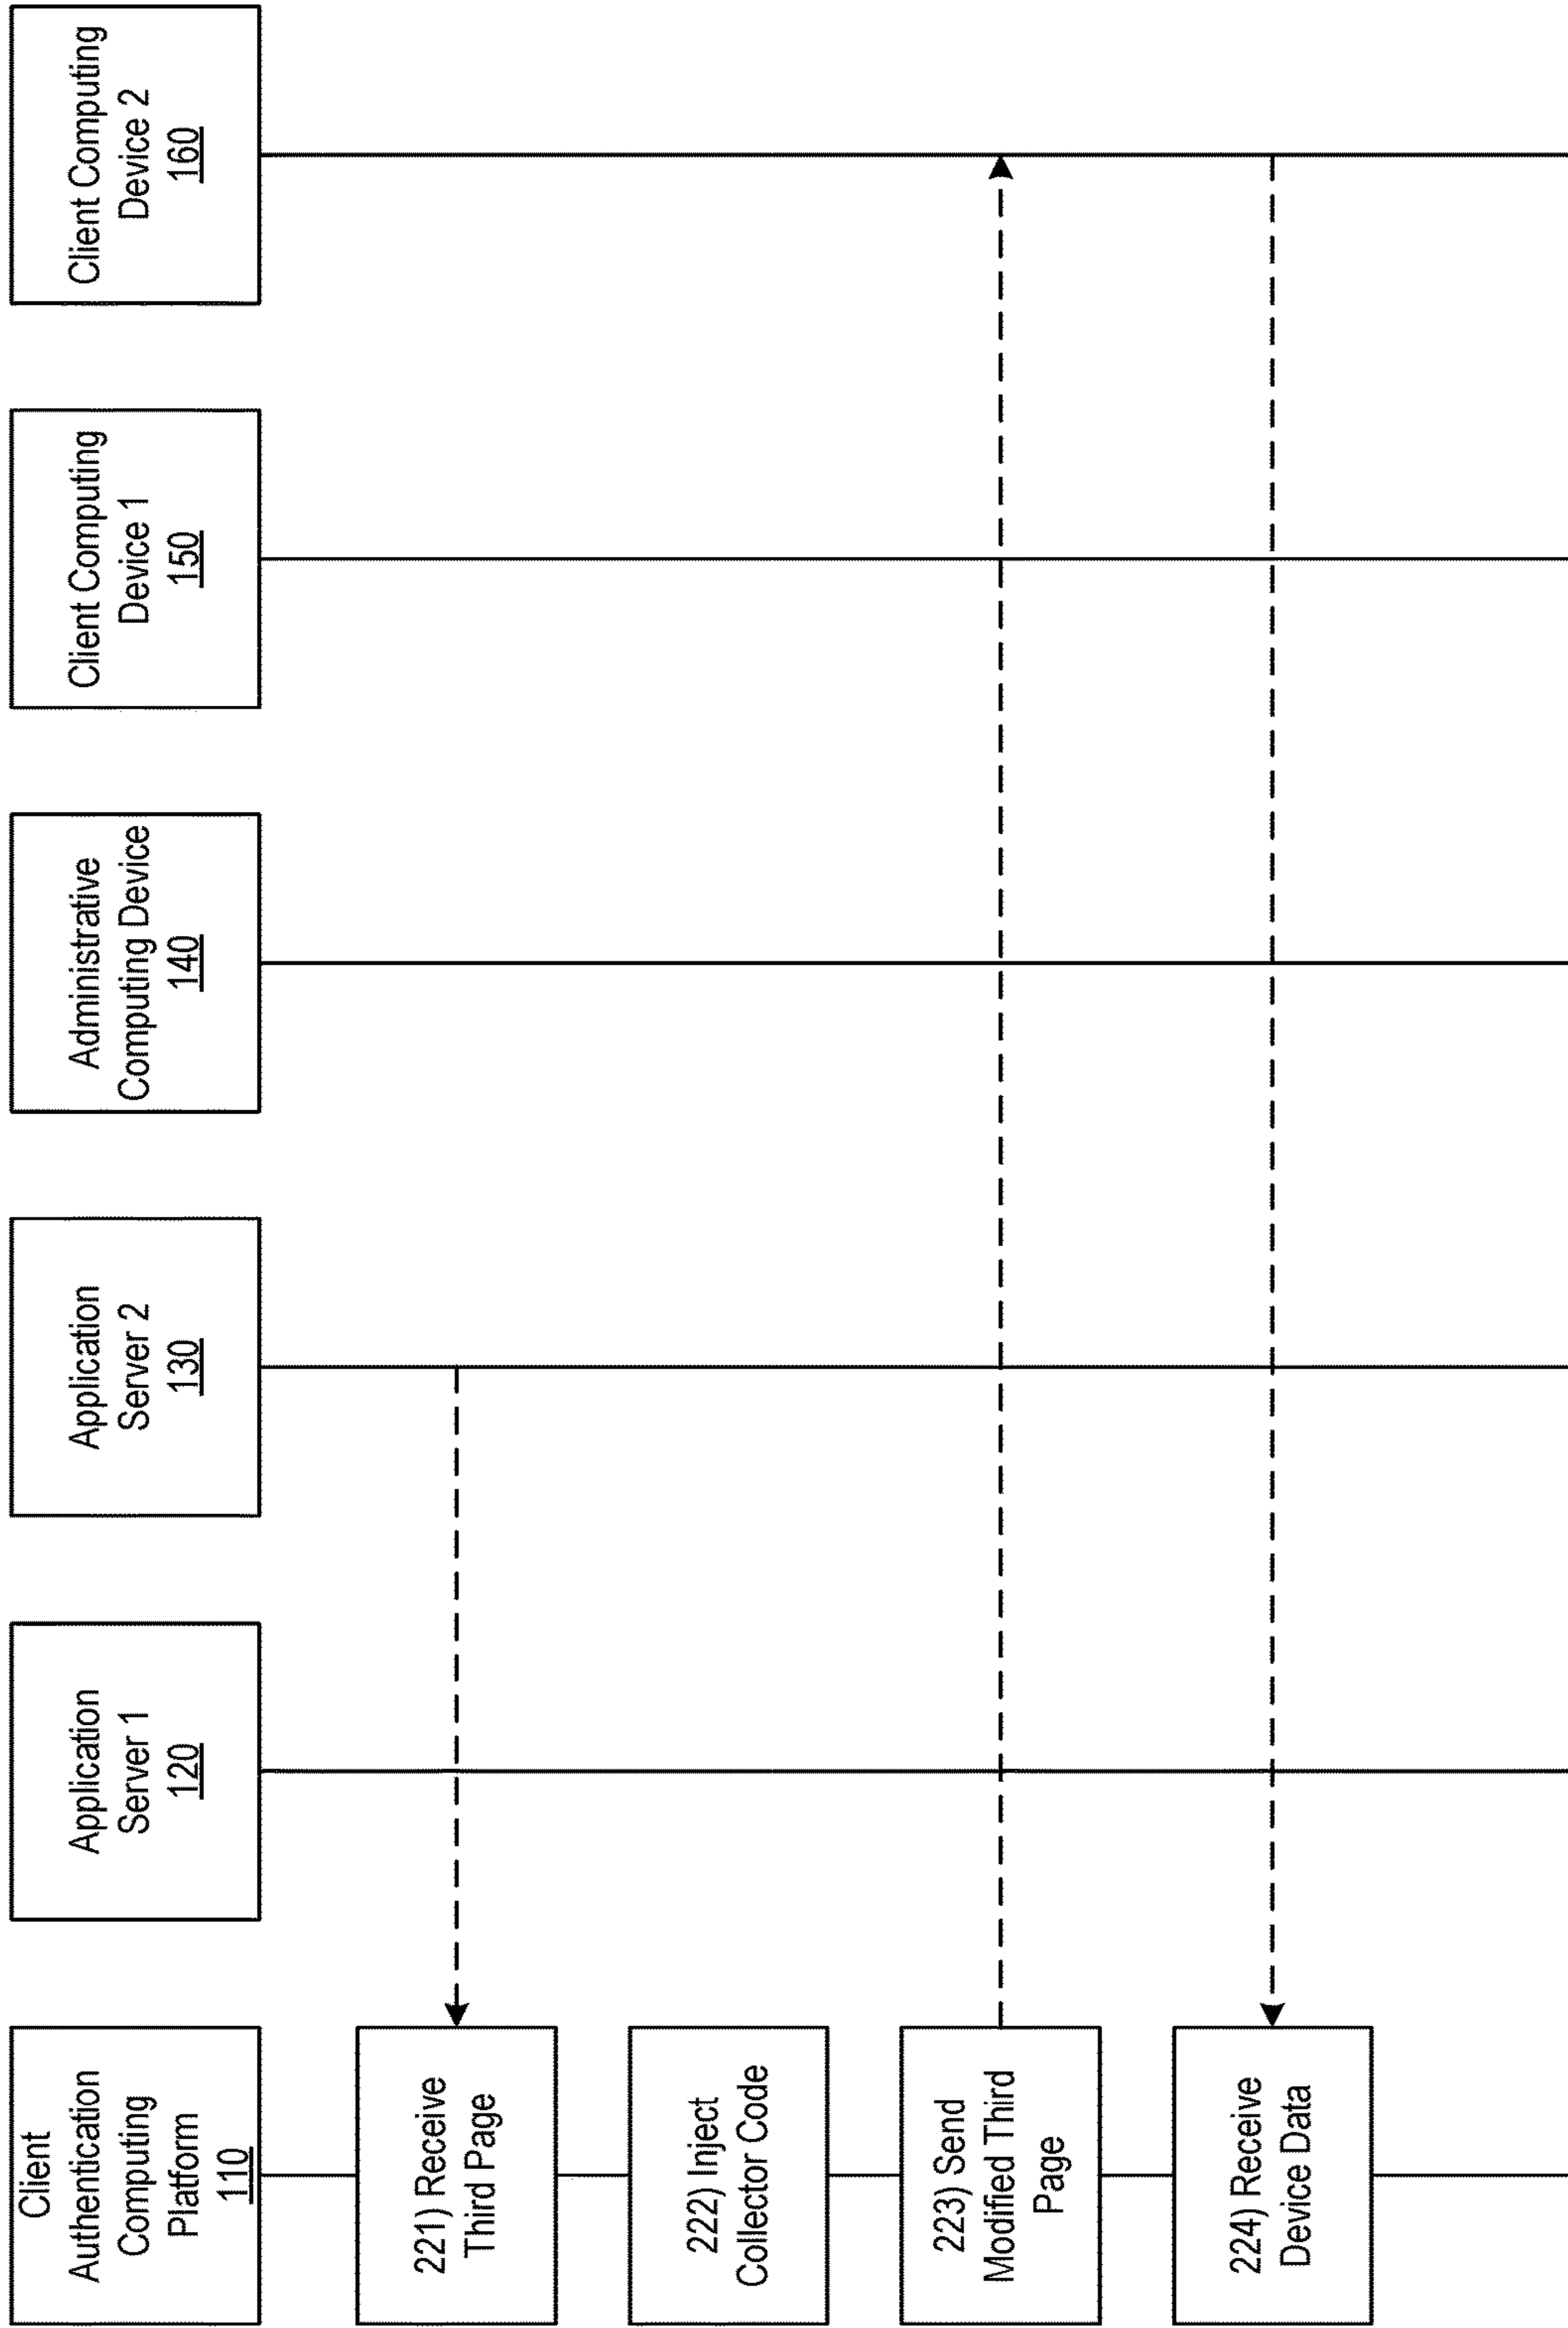 Client
Authentication
Computing
Platform
110
Application
Server 1
120
Application
Server 2
130
Administrative
Computing Device
140
Client Computing
Device 1
150
Client Computing
Device 2
160
221) Receive
Third Page
222) Inject
Collector Code
223) Send
Modified Third
Page
224) Receive
Device Data